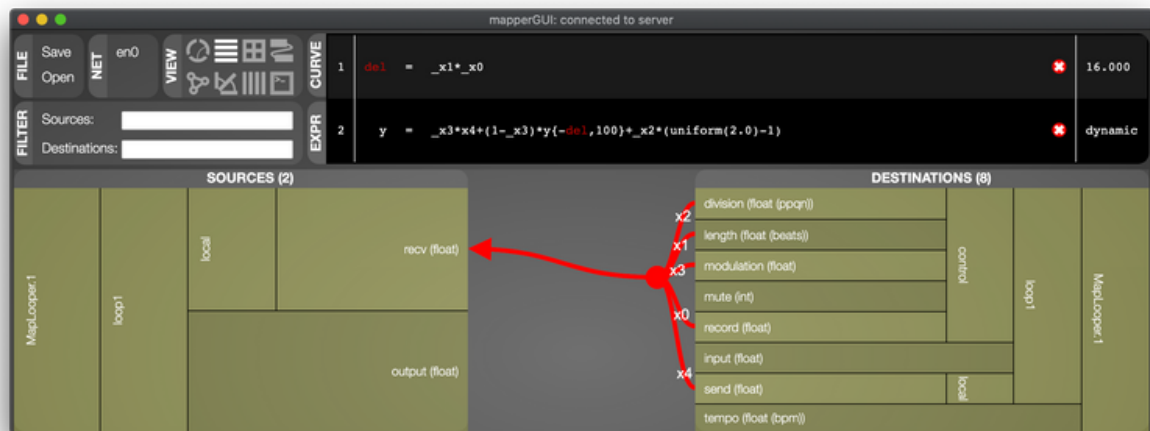 mapperGUI: connected to server
FILE
Save
Open
NET
en0
VIEW
CURVE
1 del = _x1*_x0 16.000
EXPR
2 y = _x3*x4+(1-_x3)*y{-del,100}+_x2*(uniform(2.0)-1) dynamic
FILTER
Sources:
Destinations:
SOURCES (2)
MapLooper.1
loop1
local
recv (float)
output (float)
x2
x1
x3
x0
x4
DESTINATIONS (8)
division (float (ppqn))
length (float (beats))
modulation (float)
mute (int)
record (float)
input (float)
send (float)
tempo (float (bpm))
control
local
loop1
MapLooper.1